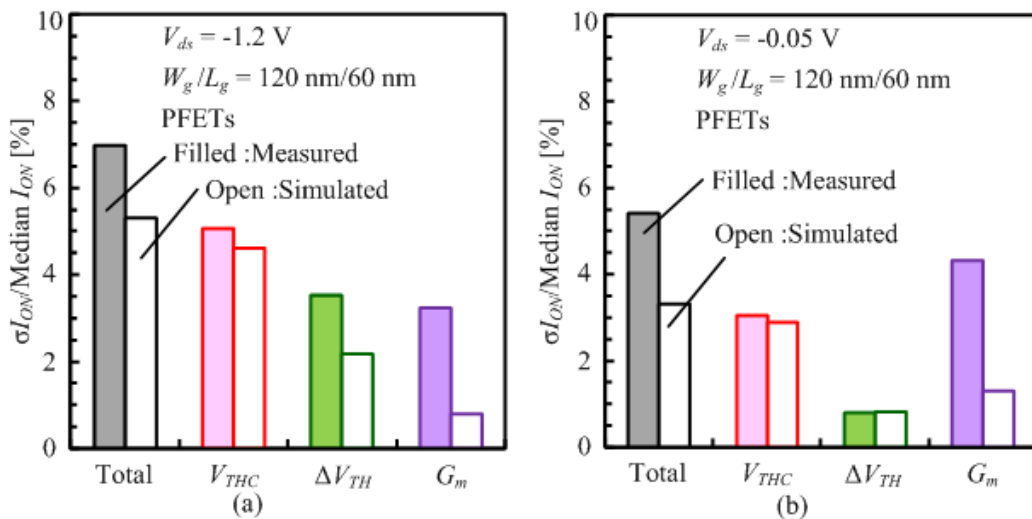 σI_ON/Median I_ON [%]
10
8
6
4
2
0
V_ds = -1.2 V
W_g/L_g = 120 nm/60 nm
PFETs
Filled :Measured
Open :Simulated
Total V_THC ΔV_TH G_m
(a)
σI_ON/Median I_ON [%]
10
8
6
4
2
0
V_ds = -0.05 V
W_g/L_g = 120 nm/60 nm
PFETs
Filled :Measured
Open :Simulated
Total V_THC ΔV_TH G_m
(b)